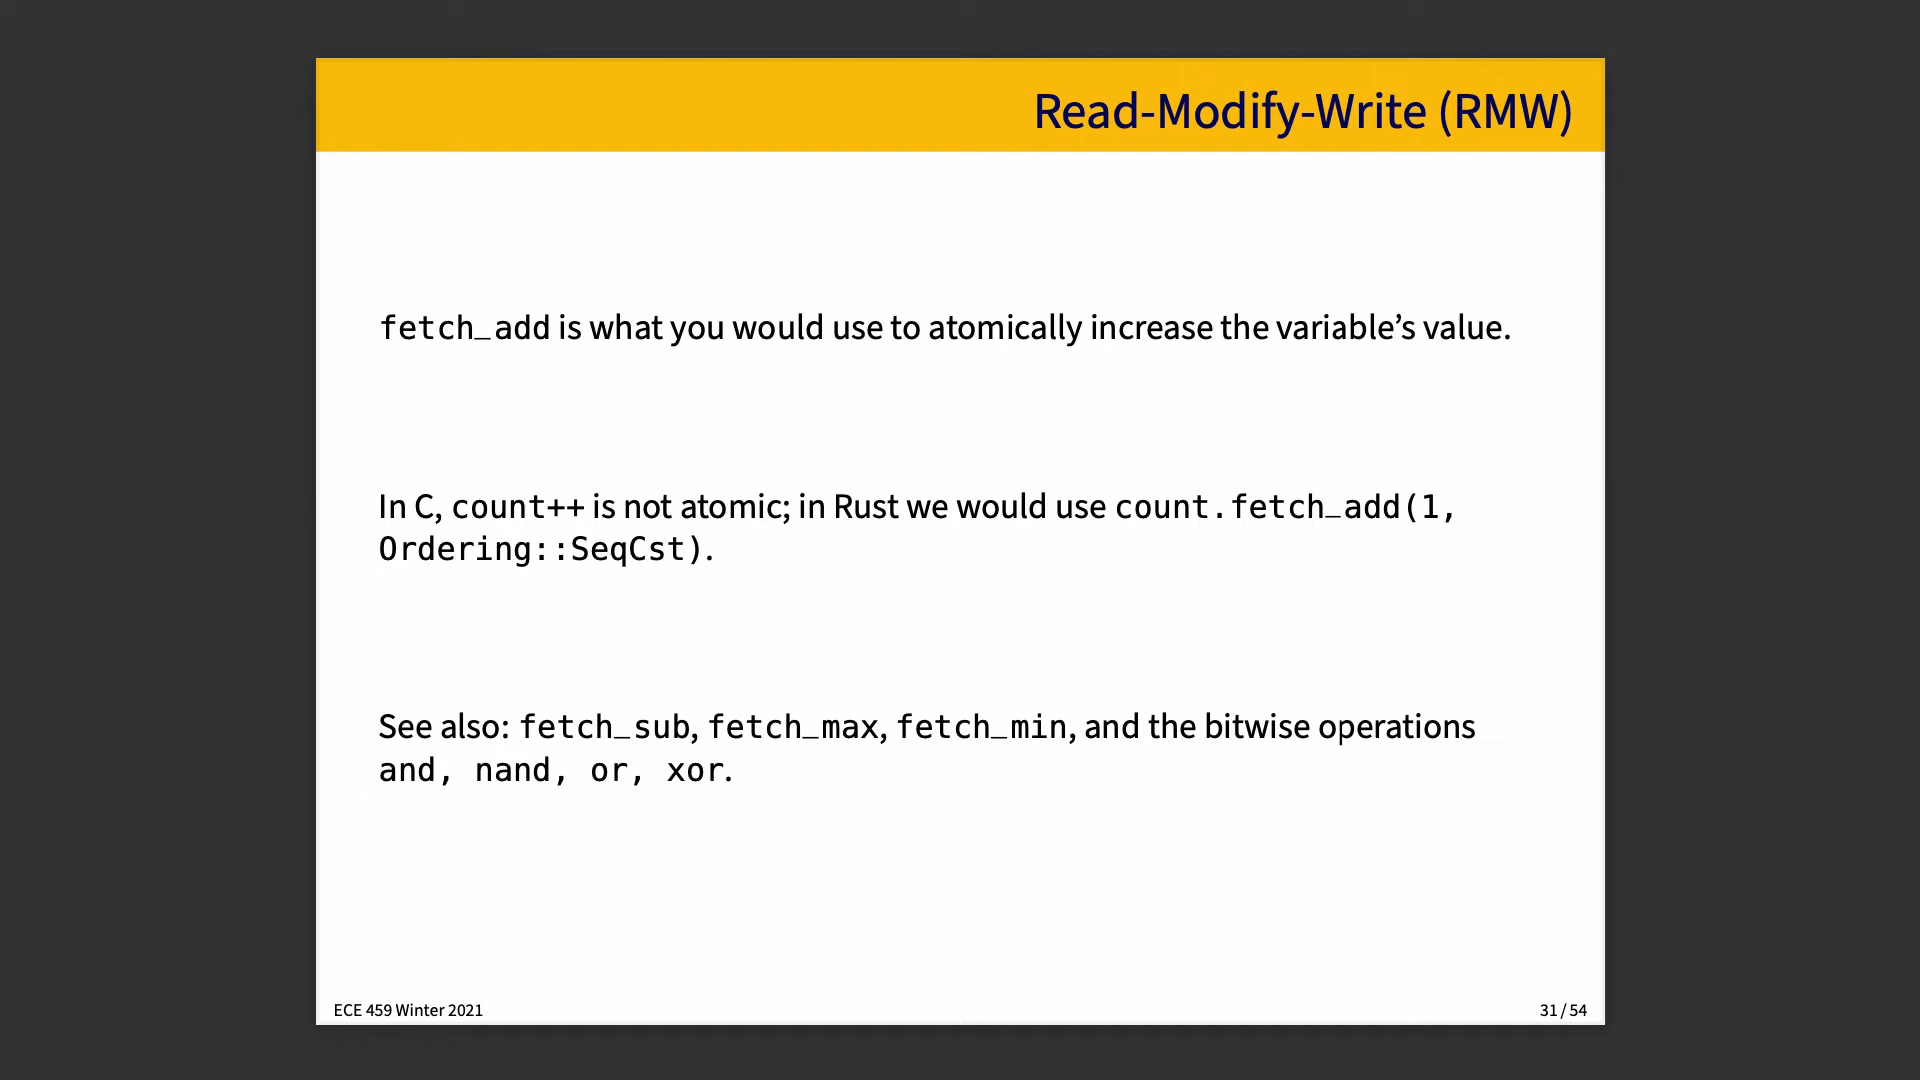 Read-Modify-Write (RMW)
fetch_add is what you would use to atomically increase the variable’s value.
In C, count++ is not atomic; in Rust we would use count.fetch_add(1,
Ordering::SeqCst).
See also: fetch_sub, fetch_max, fetch_min, and the bitwise operations
and, nand, or, xor.
ECE 459 Winter 2021
31 / 54